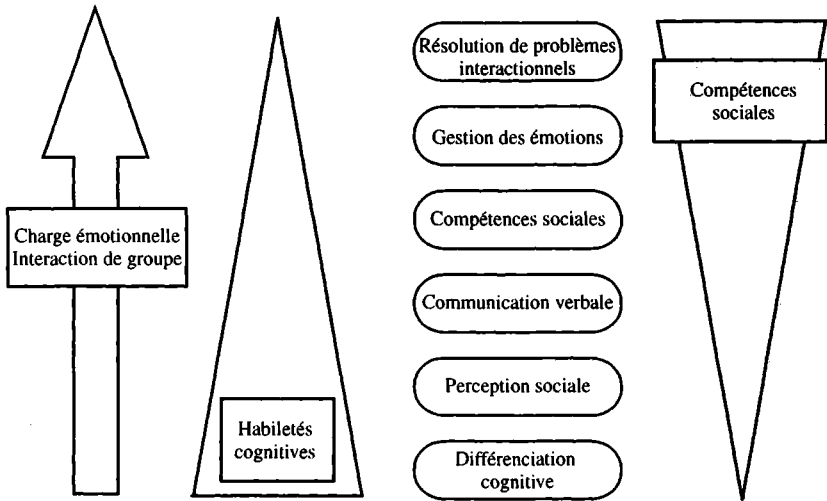 Charge émotionnelle
Interaction de groupe
Habiletés
cognitives
Résolution de problèmes
interactionnels
Gestion des émotions
Compétences sociales
Communication verbale
Perception sociale
Différenciation
cognitive
Compétences
sociales